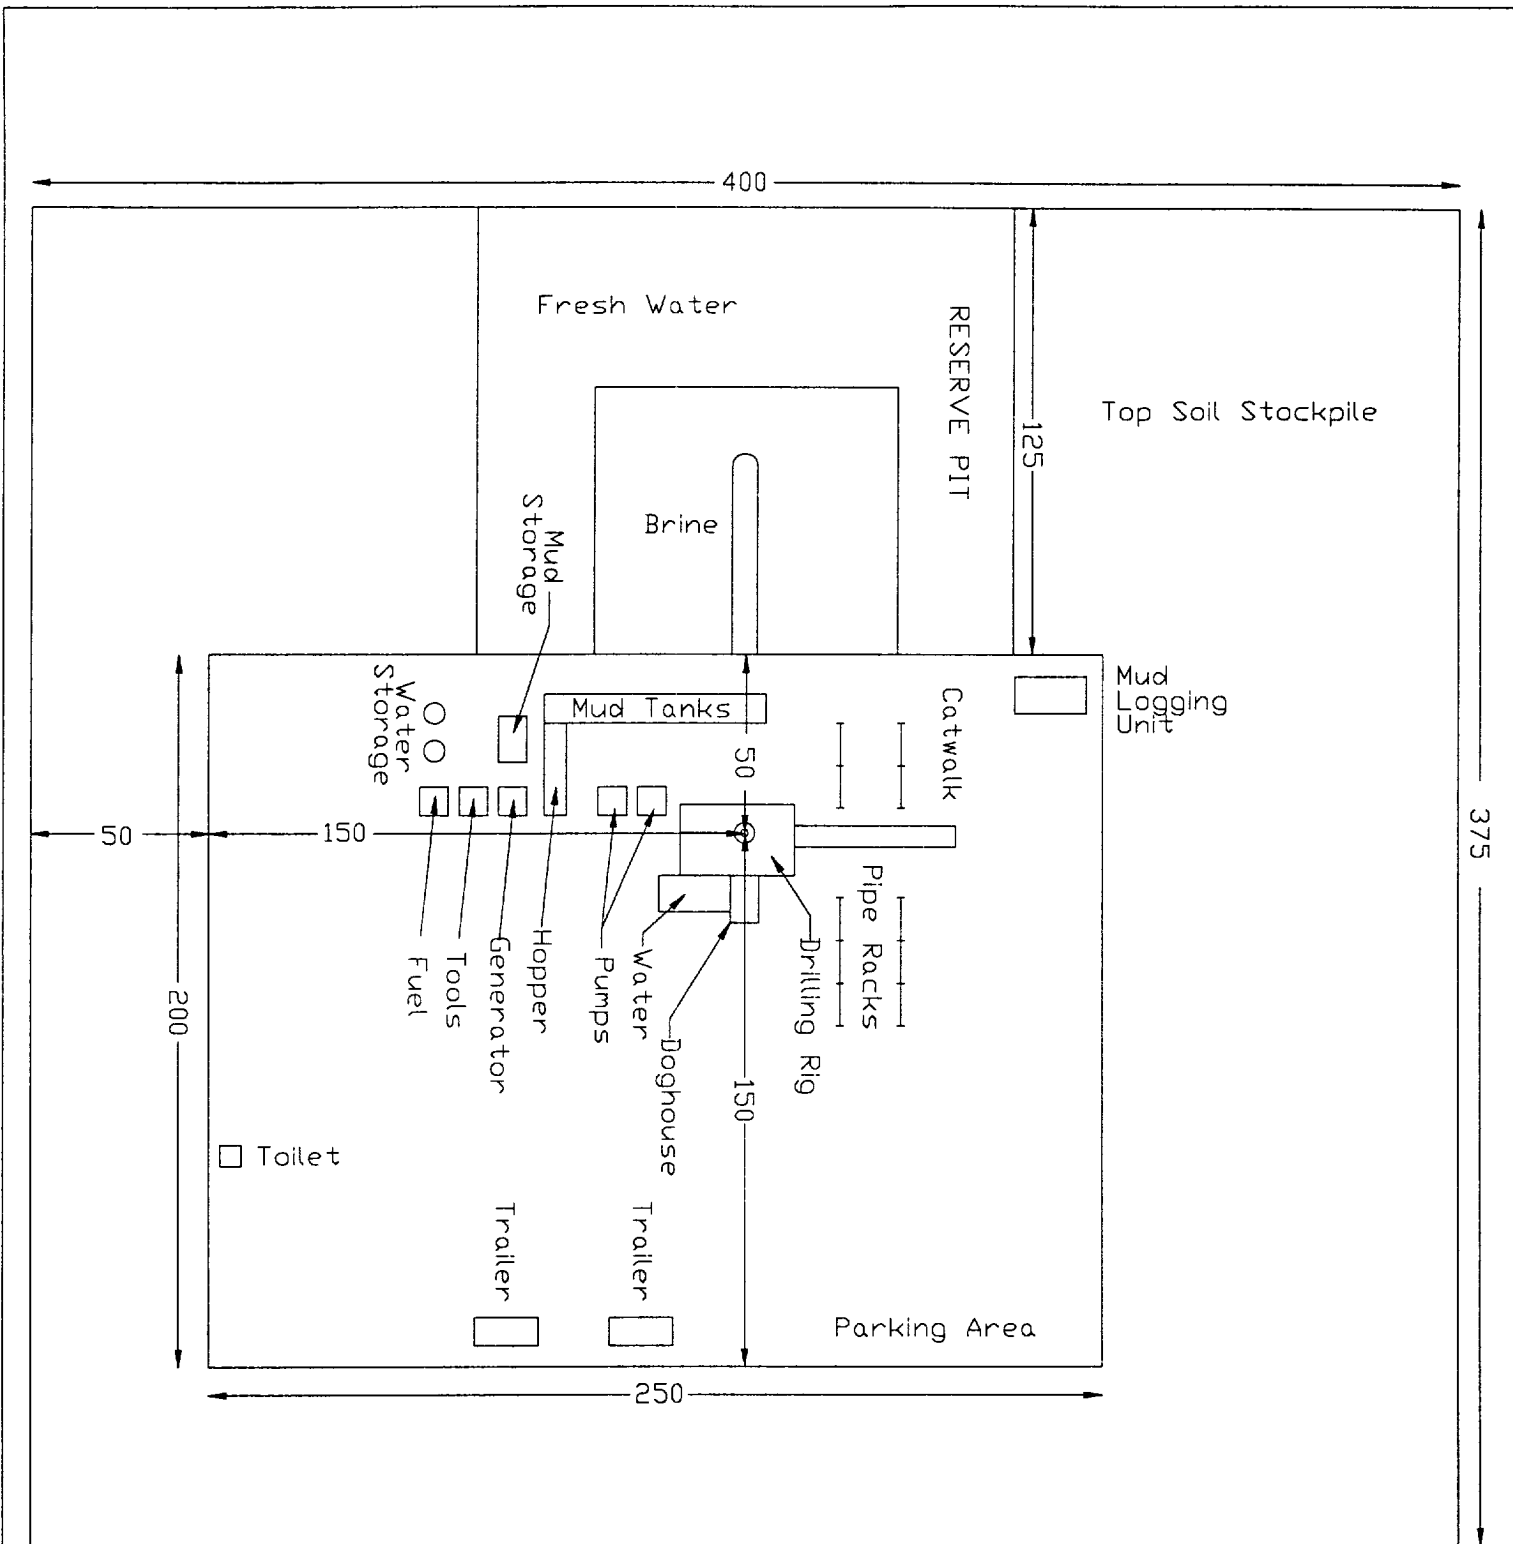 400
Fresh Water
RESERVE PIT
Top Soil Stockpile
125
Brine
Mud
Storage
Mud
Logging
Unit
Water
Storage
Mud Tanks
Catwalk
50
50
150
375
Pipe Racks
Fuel
Tools
Generator
Hopper
Pumps
Water
Doghouse
Drilling Rig
200
150
Toilet
Trailer
Trailer
Parking Area
250